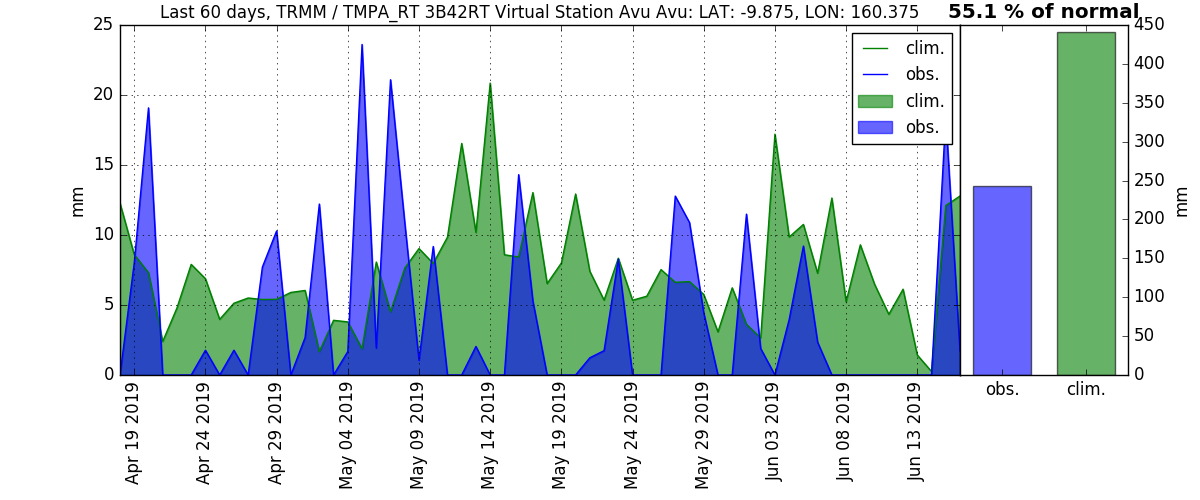 Last 60 days, TRMM / TMPA_RT 3B42RT Virtual Station Avu Avu: LAT: -9.875, LON: 160.375
55.1 % of normal
25
20
15
10
5
0
mm
clim.
obs.
clim.
obs.
450
400
350
300
250
200
150
100
50
0
mm
Apr 19 2019
Apr 24 2019
Apr 29 2019
May 04 2019
May 09 2019
May 14 2019
May 19 2019
May 24 2019
May 29 2019
Jun 03 2019
Jun 08 2019
Jun 13 2019
obs.
clim.